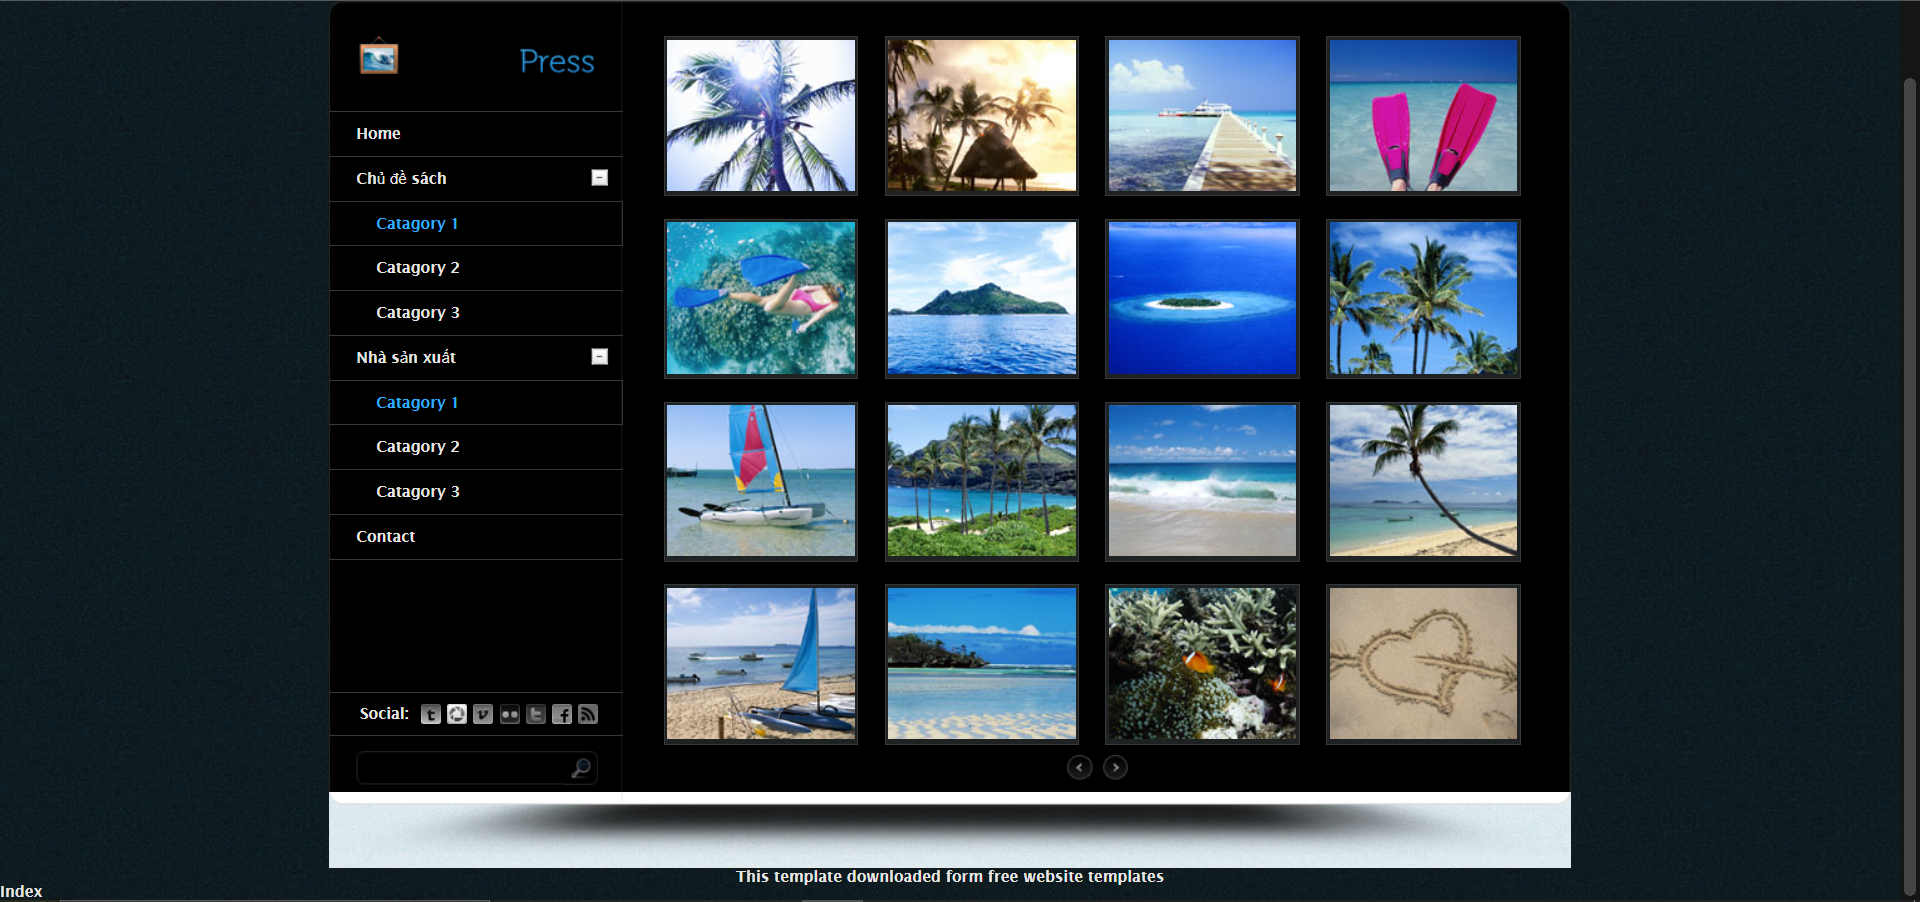 Press
Home
Chủ đề sách
Catagory 1
Catagory 2
Catagory 3
Nhà sản xuất
Catagory 1
Catagory 2
Catagory 3
Contact
Social:
This template downloaded form free website templates
Index